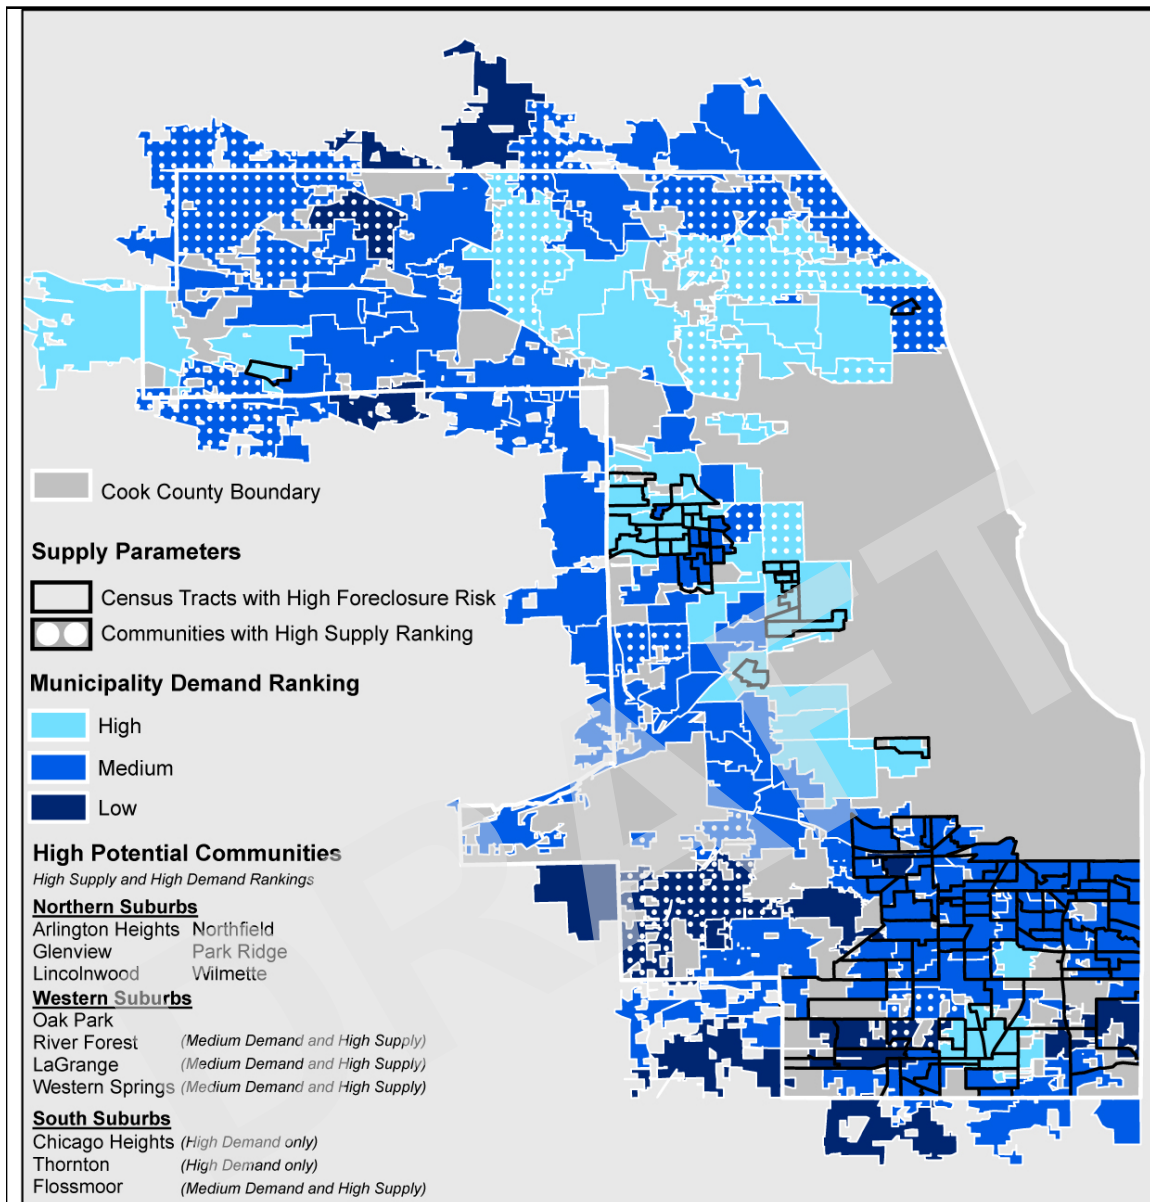 Cook County Boundary
Supply Parameters
Census Tracts with High Foreclosure Risk
Communities with High Supply Ranking
Municipality Demand Ranking
High
Medium
Low
High Potential Communities
High Supply and High Demand Rankings
Northern Suburbs
Arlington Heights Northfield
Glenview Park Ridge
Lincolnwood Wilmette
Western Suburbs
Oak Park
River Forest (Medium Demand and High Supply)
LaGrange (Medium Demand and High Supply)
Western Springs (Medium Demand and High Supply)
South Suburbs
Chicago Heights (High Demand only)
Thornton (High Demand only)
Flossmoor (Medium Demand and High Supply)
DRAFT